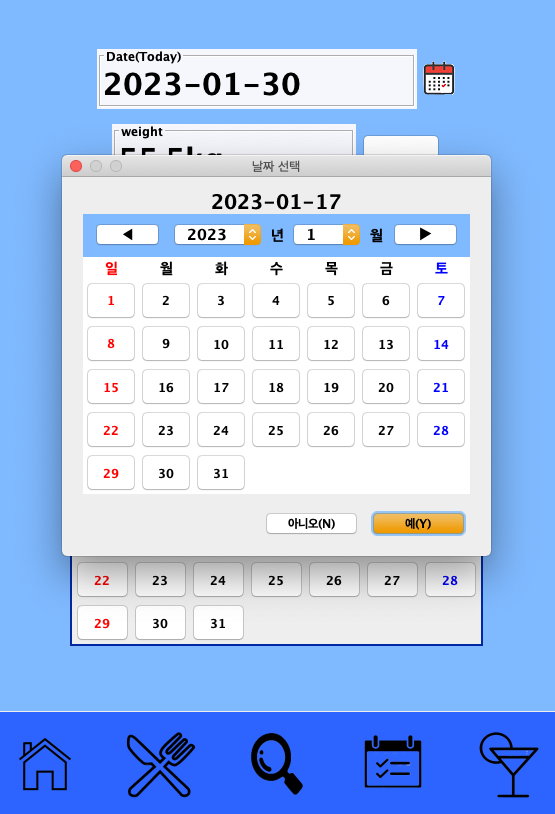 Date(Today)
2023-01-30
weight
날짜 선택
2023-01-17
◀ 2023 년 1 월 ▶
일 월 화 수 목 금 토
1 2 3 4 5 6 7
8 9 10 11 12 13 14
15 16 17 18 19 20 21
22 23 24 25 26 27 28
29 30 31
아니오(N) 예(Y)
22 23 24 25 26 27 28
29 30 31